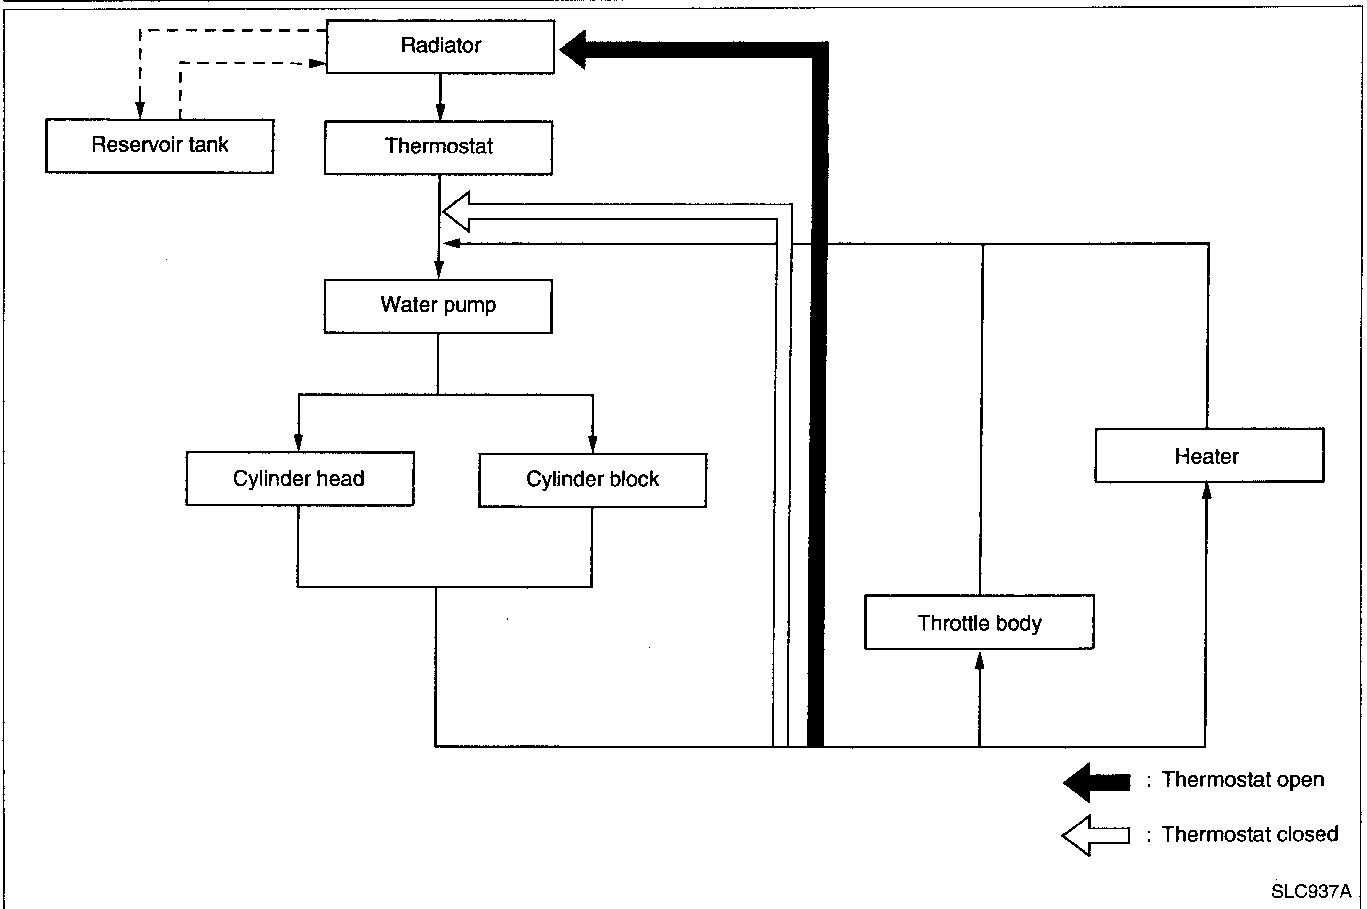 Radiator
Reservoir tank
Thermostat
Water pump
Cylinder head
Cylinder block
Heater
Throttle body
: Thermostat open
: Thermostat closed
SLC937A